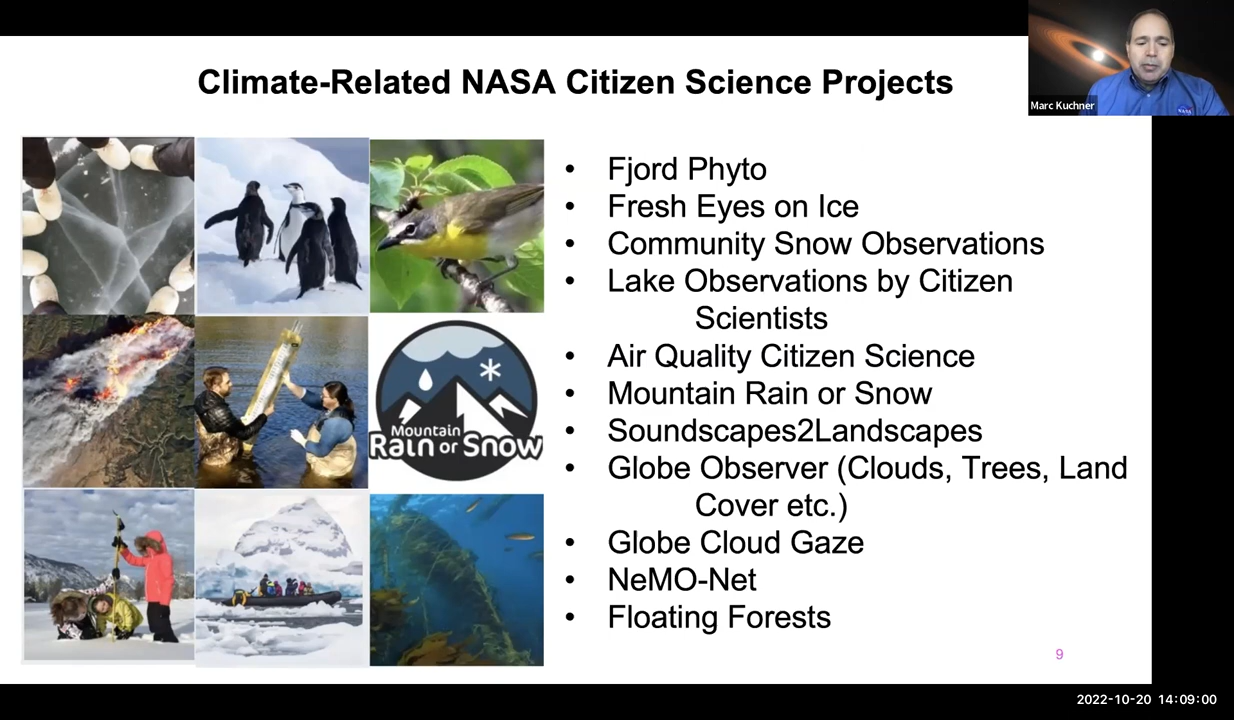 Climate-Related NASA Citizen Science Projects
Marc Kuchner
NASA
• Fjord Phyto
• Fresh Eyes on Ice
• Community Snow Observations
• Lake Observations by Citizen
Scientists
• Air Quality Citizen Science
• Mountain Rain or Snow
• Soundscapes2Landscapes
• Globe Observer (Clouds, Trees, Land
Cover etc.)
• Globe Cloud Gaze
• NeMO-Net
• Floating Forests
Mountain
Rain or Snow
9
2022-10-20 14:09:00